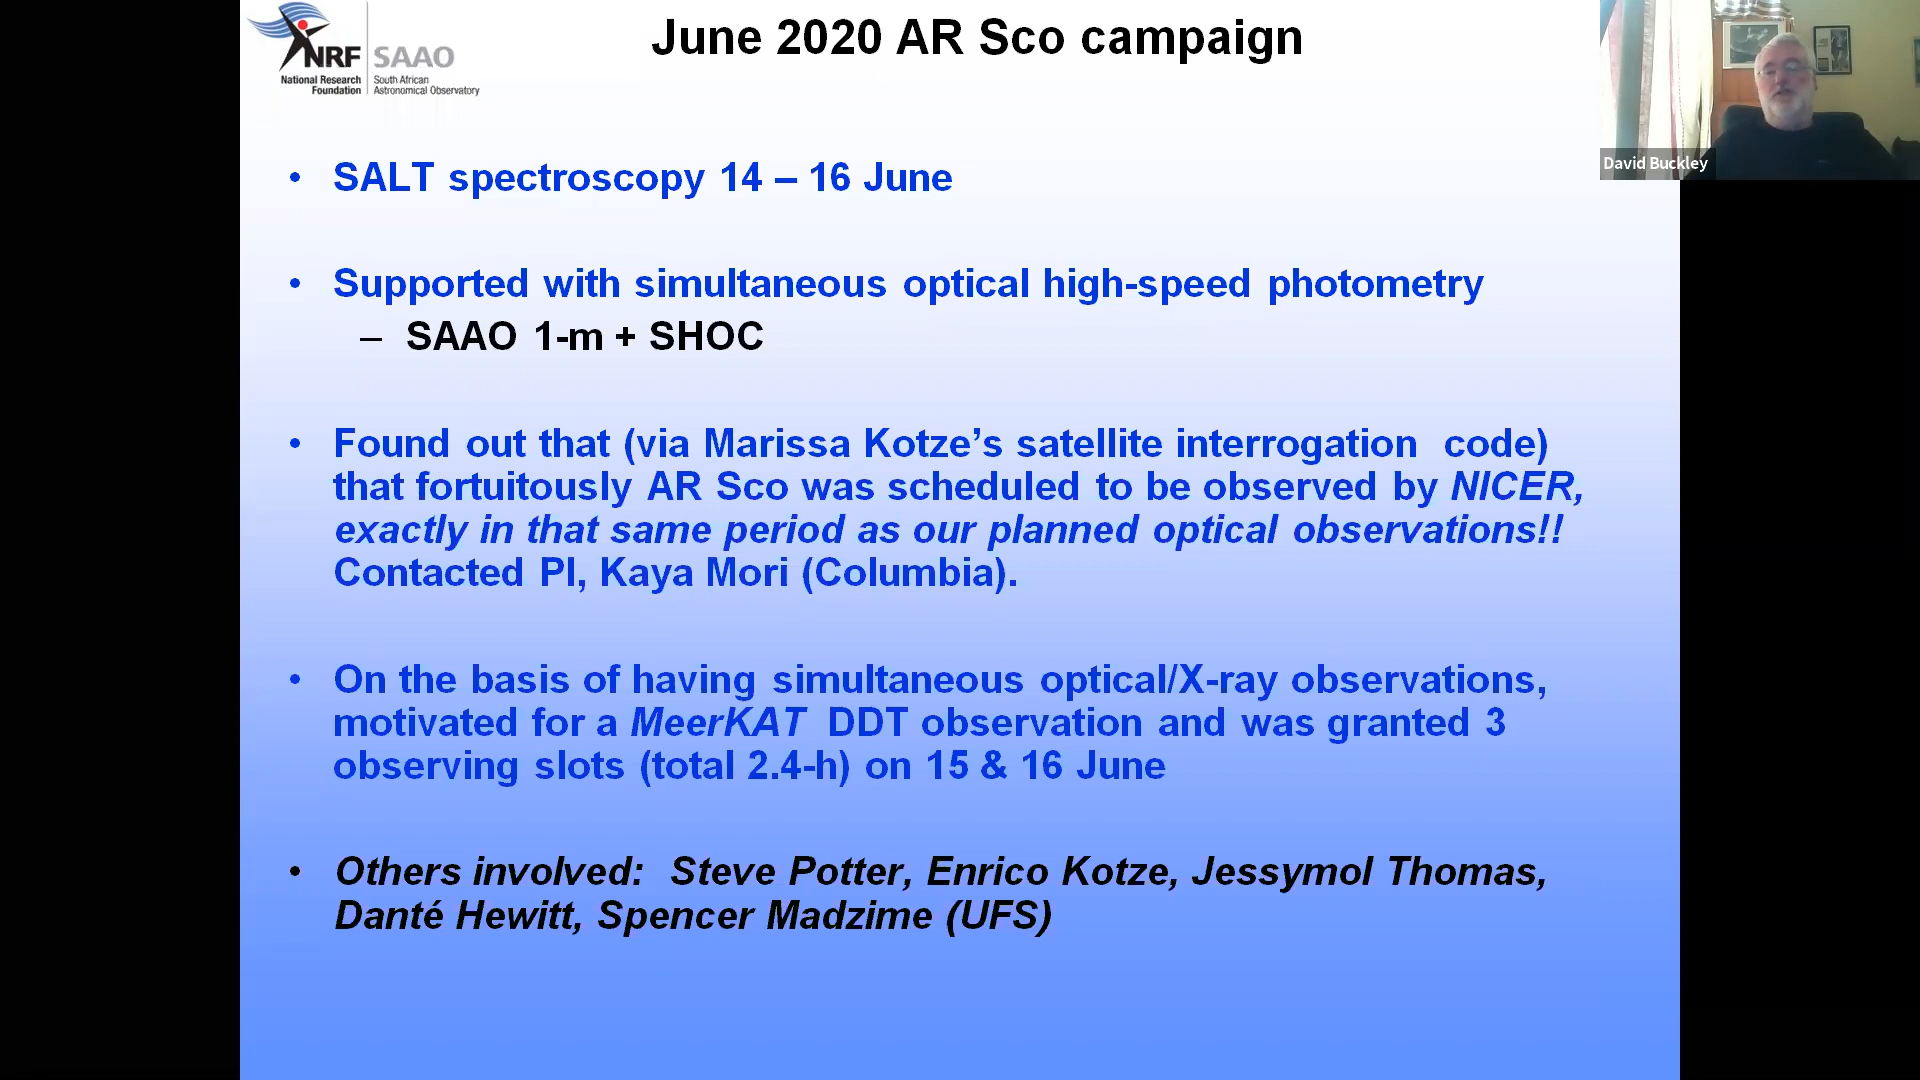 NRF
National Research
Foundation
SAAO
South African
Astronomical Observatory
June 2020 AR Sco campaign
David Buckley
• SALT spectroscopy 14 – 16 June
• Supported with simultaneous optical high-speed photometry
– SAAO 1-m + SHOC
• Found out that (via Marissa Kotze’s satellite interrogation code)
that fortuitously AR Sco was scheduled to be observed by NICER,
exactly in that same period as our planned optical observations!!
Contacted PI, Kaya Mori (Columbia).
• On the basis of having simultaneous optical/X-ray observations,
motivated for a MeerKAT DDT observation and was granted 3
observing slots (total 2.4-h) on 15 & 16 June
• Others involved: Steve Potter, Enrico Kotze, Jessymol Thomas,
Danté Hewitt, Spencer Madzime (UFS)